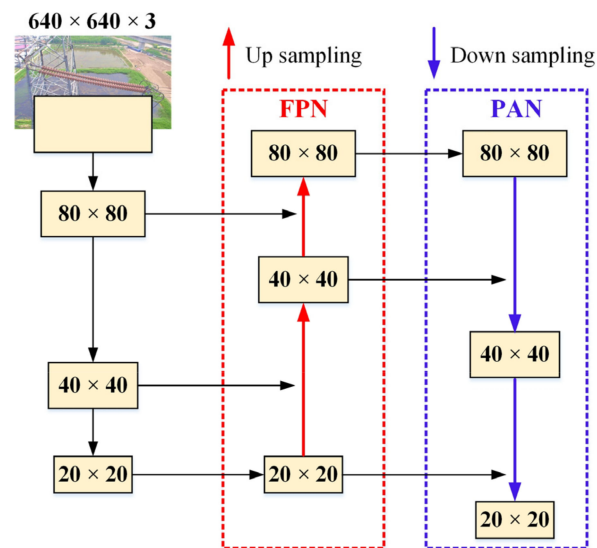 640 × 640 × 3
Up sampling
Down sampling
FPN
PAN
80 × 80
80 × 80
80 × 80
40 × 40
40 × 40
40 × 40
20 × 20
20 × 20
20 × 20